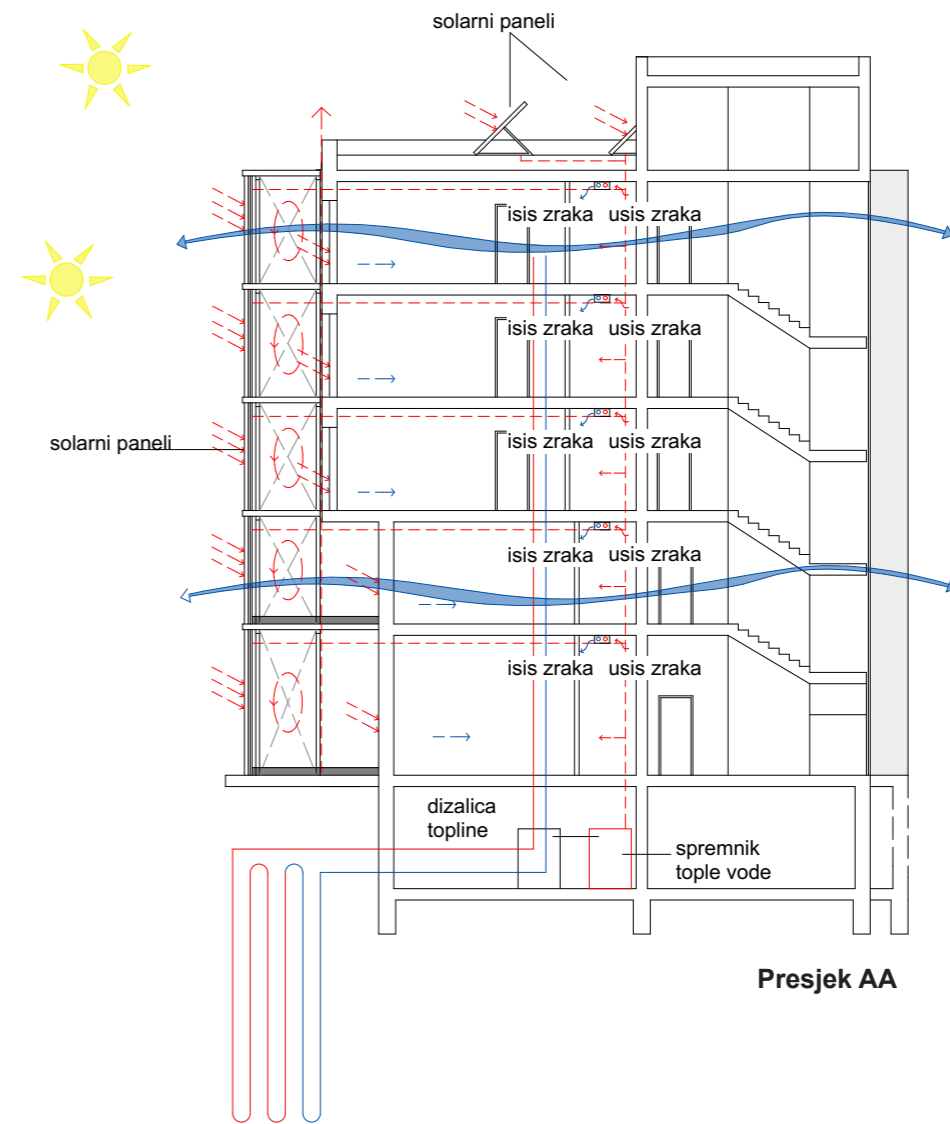 solarni paneli
isis zraka usis zraka
isis zraka usis zraka
isis zraka usis zraka
solarni paneli
isis zraka usis zraka
isis zraka usis zraka
dizalica
topline
spremnik
tople vode
Presjek AA